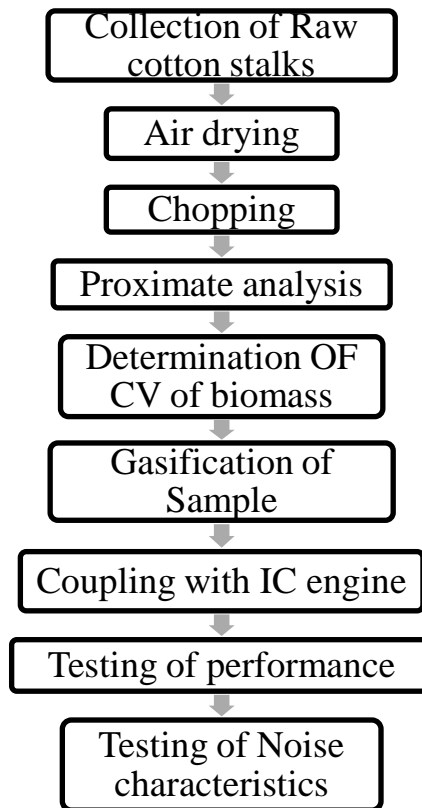 Collection of Raw
cotton stalks
Air drying
Chopping
Proximate analysis
Determination OF
CV of biomass
Gasification of
Sample
Coupling with IC engine
Testing of performance
Testing of Noise
characteristics